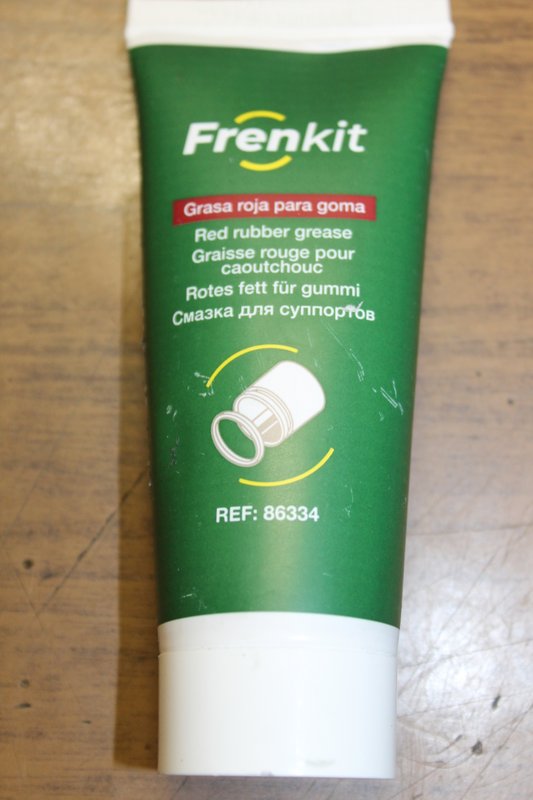 Frenkit
Grasa roja para goma
Red rubber grease
Graisse rouge pour
caoutchouc
Rotes fett für gummi
Смазка для суппортов
REF: 86334